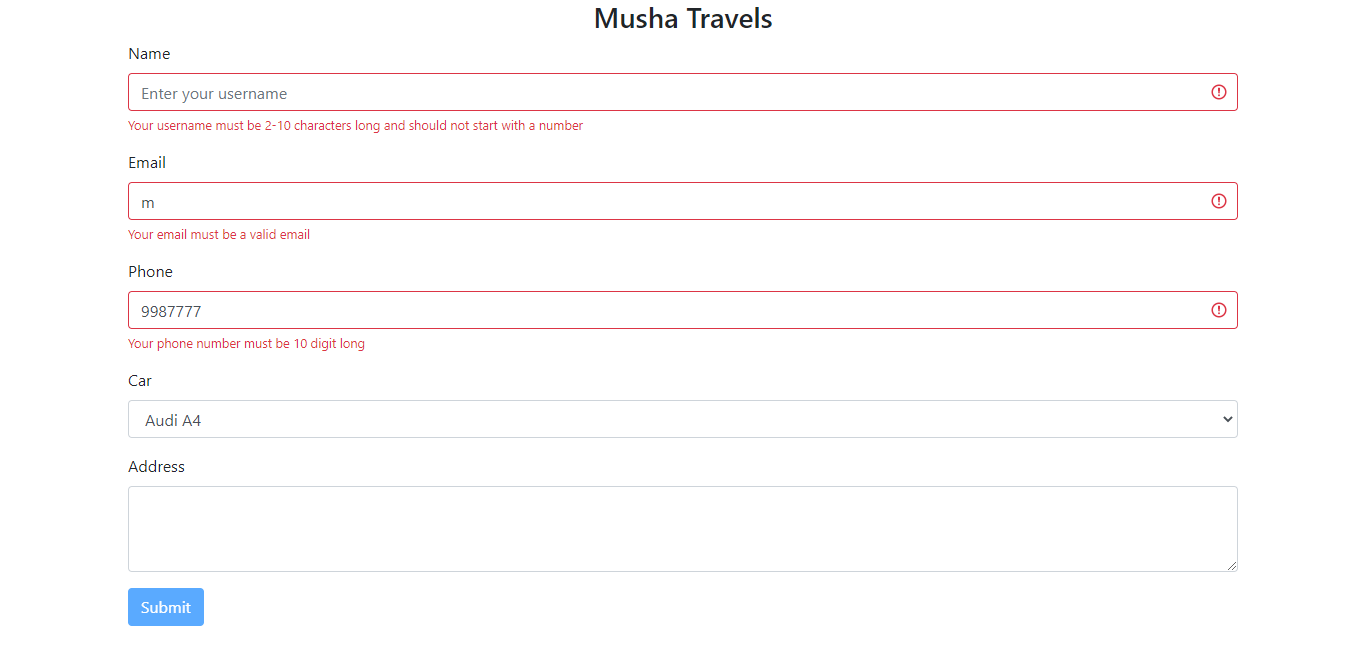 Musha Travels
Name
Enter your username
Your username must be 2-10 characters long and should not start with a number
Email
m
Your email must be a valid email
Phone
9987777
Your phone number must be 10 digit long
Car
Audi A4
Address
Submit